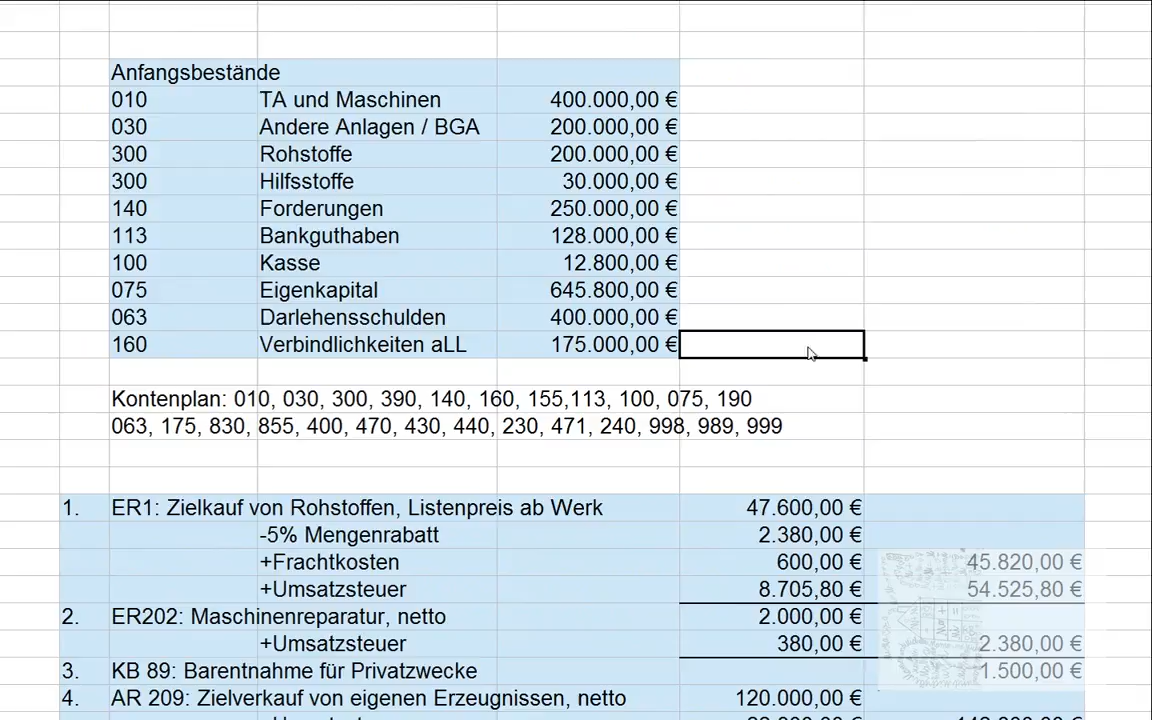 Anfangsbestände
010 TA und Maschinen 400.000,00 €
030 Andere Anlagen / BGA 200.000,00 €
300 Rohstoffe 200.000,00 €
300 Hilfsstoffe 30.000,00 €
140 Forderungen 250.000,00 €
113 Bankguthaben 128.000,00 €
100 Kasse 12.800,00 €
075 Eigenkapital 645.800,00 €
063 Darlehensschulden 400.000,00 €
160 Verbindlichkeiten aLL 175.000,00 €
Kontenplan: 010, 030, 300, 390, 140, 160, 155,113, 100, 075, 190
063, 175, 830, 855, 400, 470, 430, 440, 230, 471, 240, 998, 989, 999
1. ER1: Zielkauf von Rohstoffen, Listenpreis ab Werk 47.600,00 €
-5% Mengenrabatt 2.380,00 €
+Frachtkosten 600,00 € 45.820,00 €
+Umsatzsteuer 8.705,80 € 54.525,80 €
2. ER202: Maschinenreparatur, netto 2.000,00 €
+Umsatzsteuer 380,00 € 2.380,00 €
3. KB 89: Barentnahme für Privatzwecke 1.500,00 €
4. AR 209: Zielverkauf von eigenen Erzeugnissen, netto 120.000,00 €